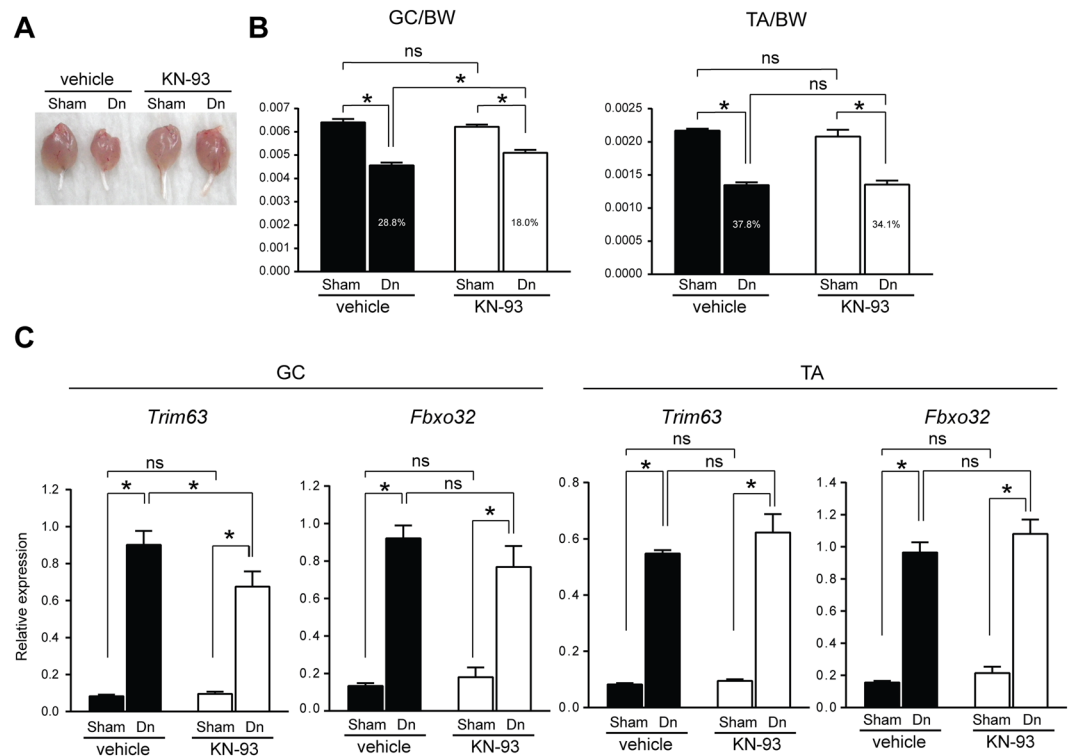 A
vehicle KN-93
Sham Dn Sham Dn
B
GC/BW
ns
*
* *
0.007
0.006
0.005
0.004
0.003
0.002
0.001
0.000
28.8% 18.0%
Sham Dn Sham Dn
vehicle KN-93
TA/BW
ns
ns
* *
0.0025
0.0020
0.0015
0.0010
0.0005
0.0000
37.8% 34.1%
Sham Dn Sham Dn
vehicle KN-93
C
GC
Trim63
ns
* *
*
Relative expression
1.2
1.0
0.8
0.6
0.4
0.2
0.0
Sham Dn Sham Dn
vehicle KN-93
Fbxo32
ns
* ns
*
1.0
0.8
0.6
0.4
0.2
0.0
Sham Dn Sham Dn
vehicle KN-93
TA
Trim63
ns
* ns
*
0.8
0.6
0.4
0.2
0.0
Sham Dn Sham Dn
vehicle KN-93
Fbxo32
ns
* ns
*
1.4
1.2
1.0
0.8
0.6
0.4
0.2
0.0
Sham Dn Sham Dn
vehicle KN-93